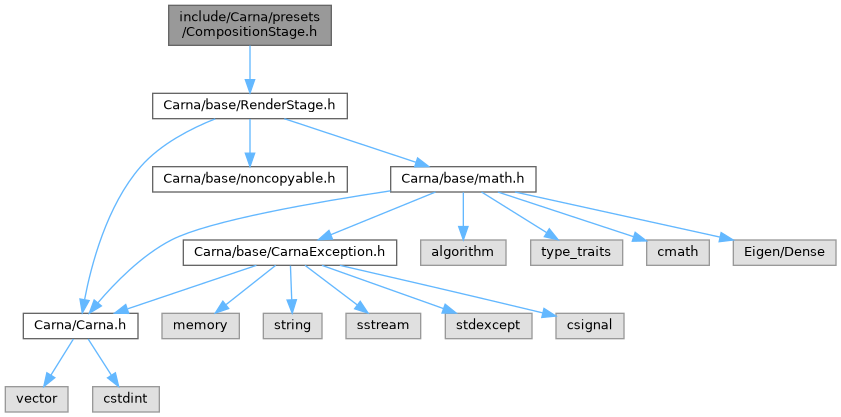 include/Carna/presets
/CompositionStage.h
Carna/base/RenderStage.h
Carna/base/noncopyable.h
Carna/base/math.h
Carna/base/CarnaException.h
algorithm
type_traits
cmath
Eigen/Dense
Carna/Carna.h
memory
string
sstream
stdexcept
csignal
vector
cstdint